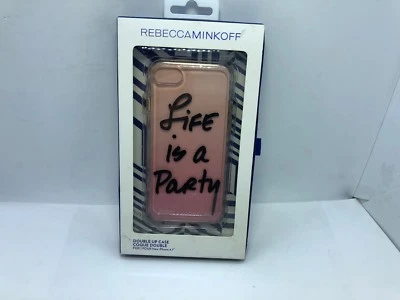 REBECCAMINKOFF
LiFE
is a
Party
DOUBLE UP CASE
COQUE DOUBLE